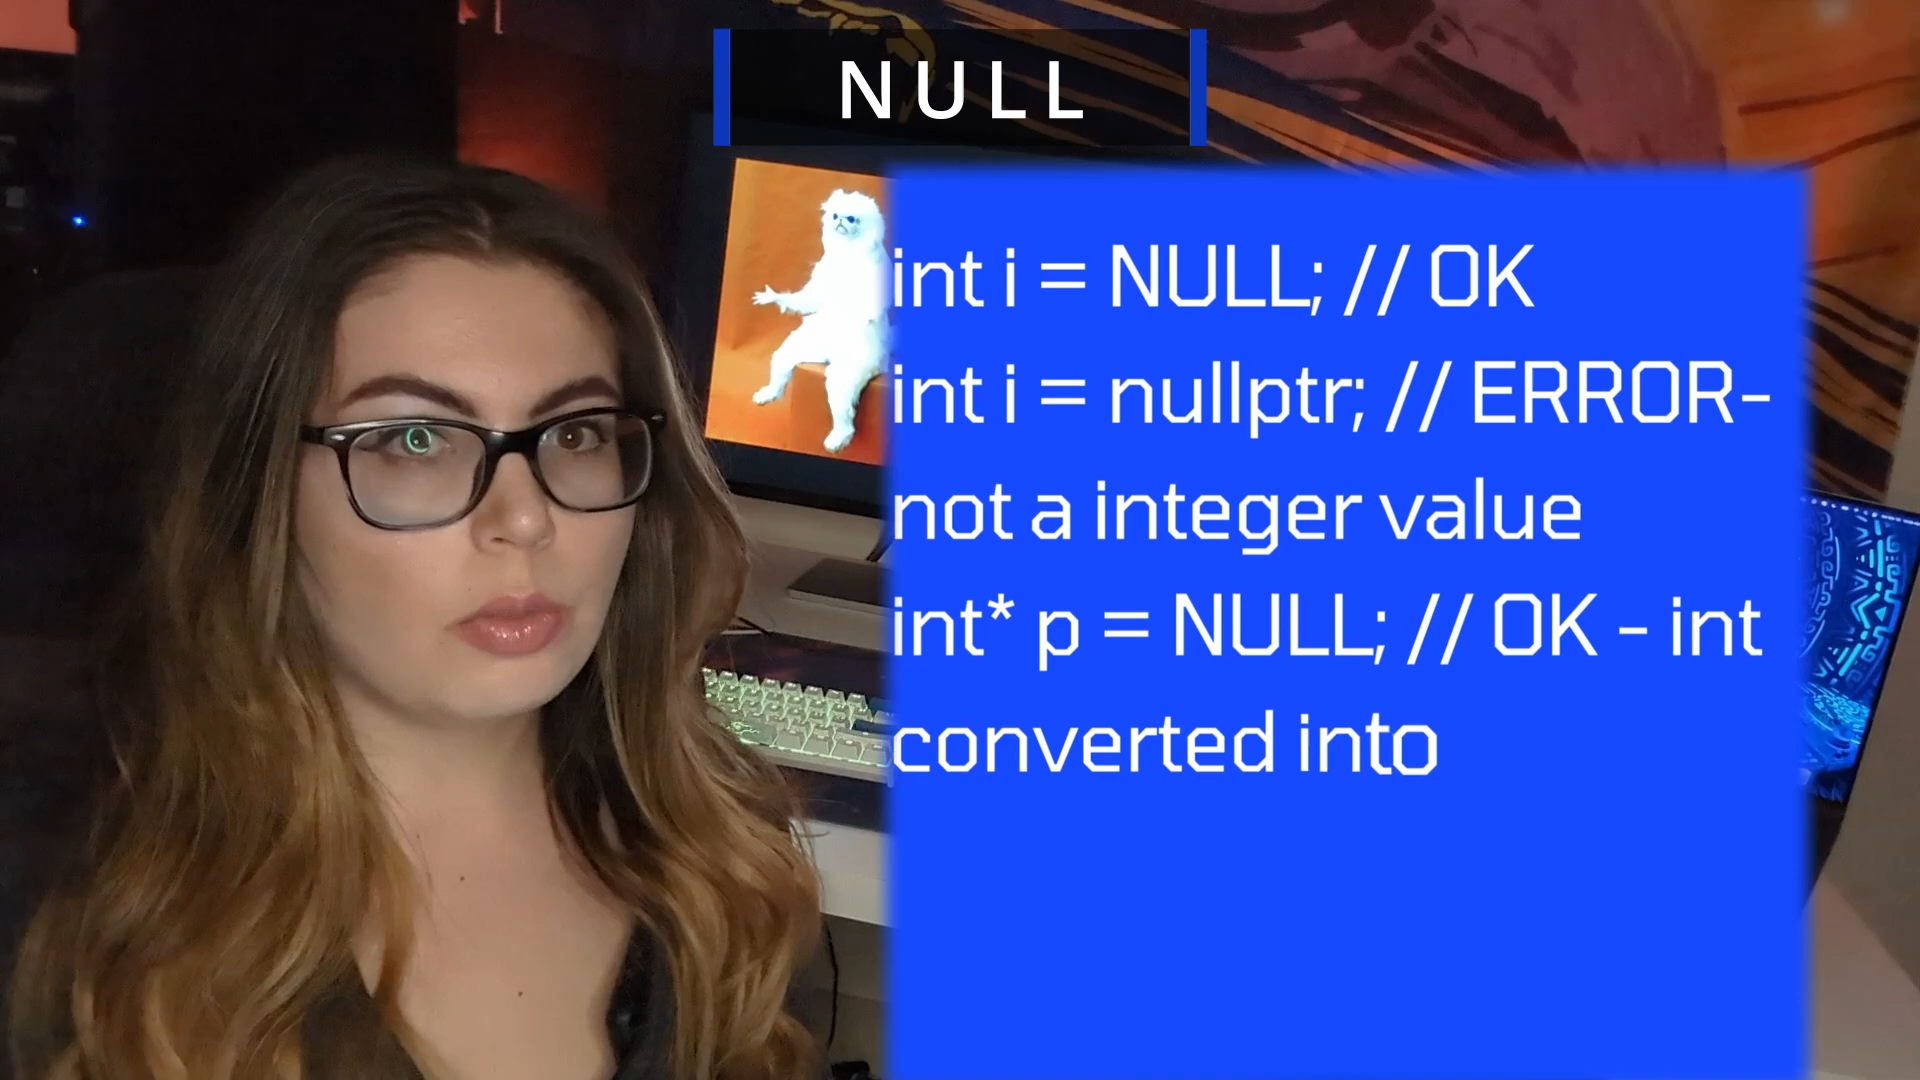 NULL
int i = NULL; // OK
int i = nullptr; // ERROR-
not a integer value
int* p = NULL; // OK - int
converted into